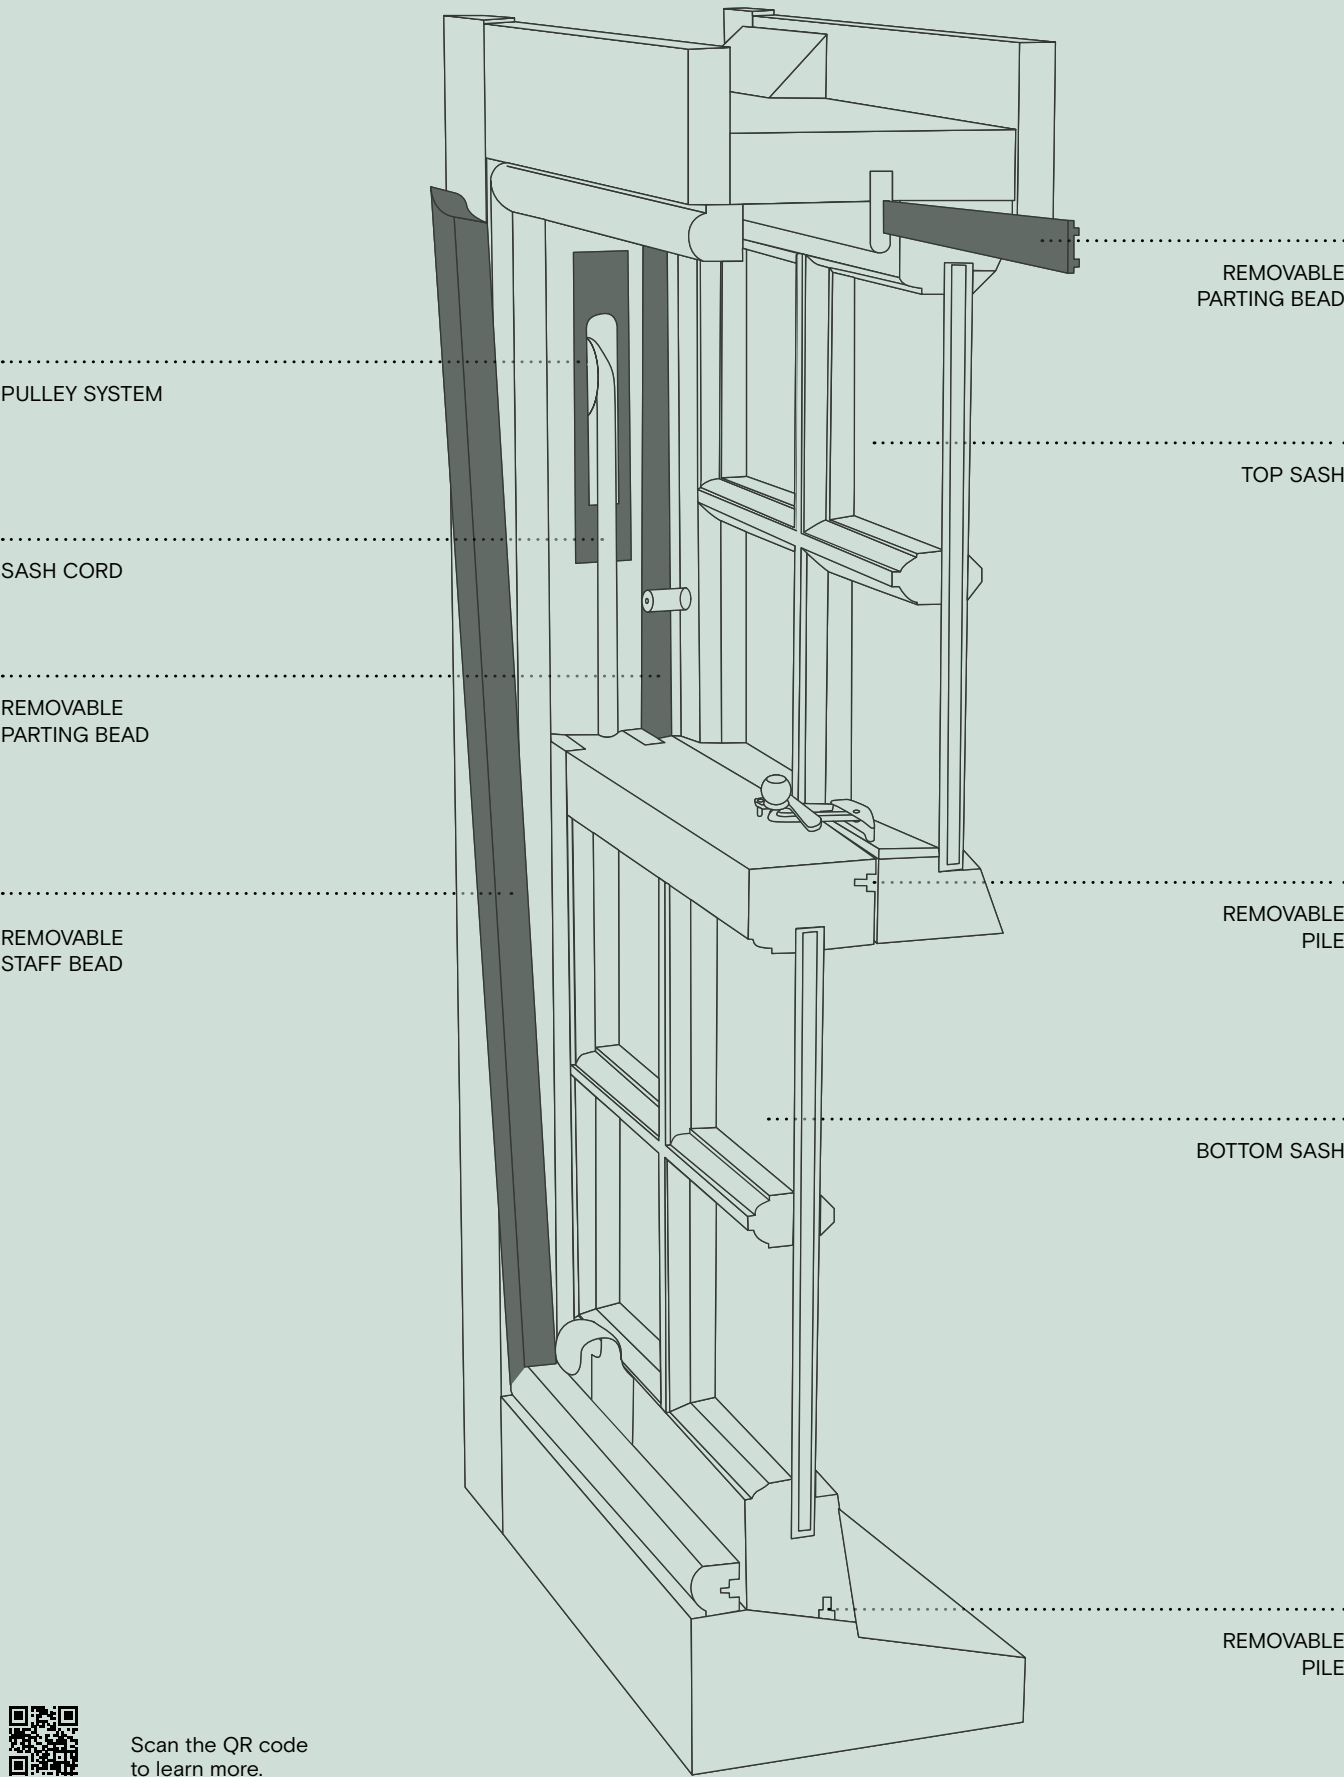 REMOVABLE
PARTING BEAD
PULLEY SYSTEM
TOP SASH
SASH CORD
REMOVABLE
PARTING BEAD
REMOVABLE
PILE
REMOVABLE
STAFF BEAD
BOTTOM SASH
REMOVABLE
PILE
Scan the QR code
to learn more.